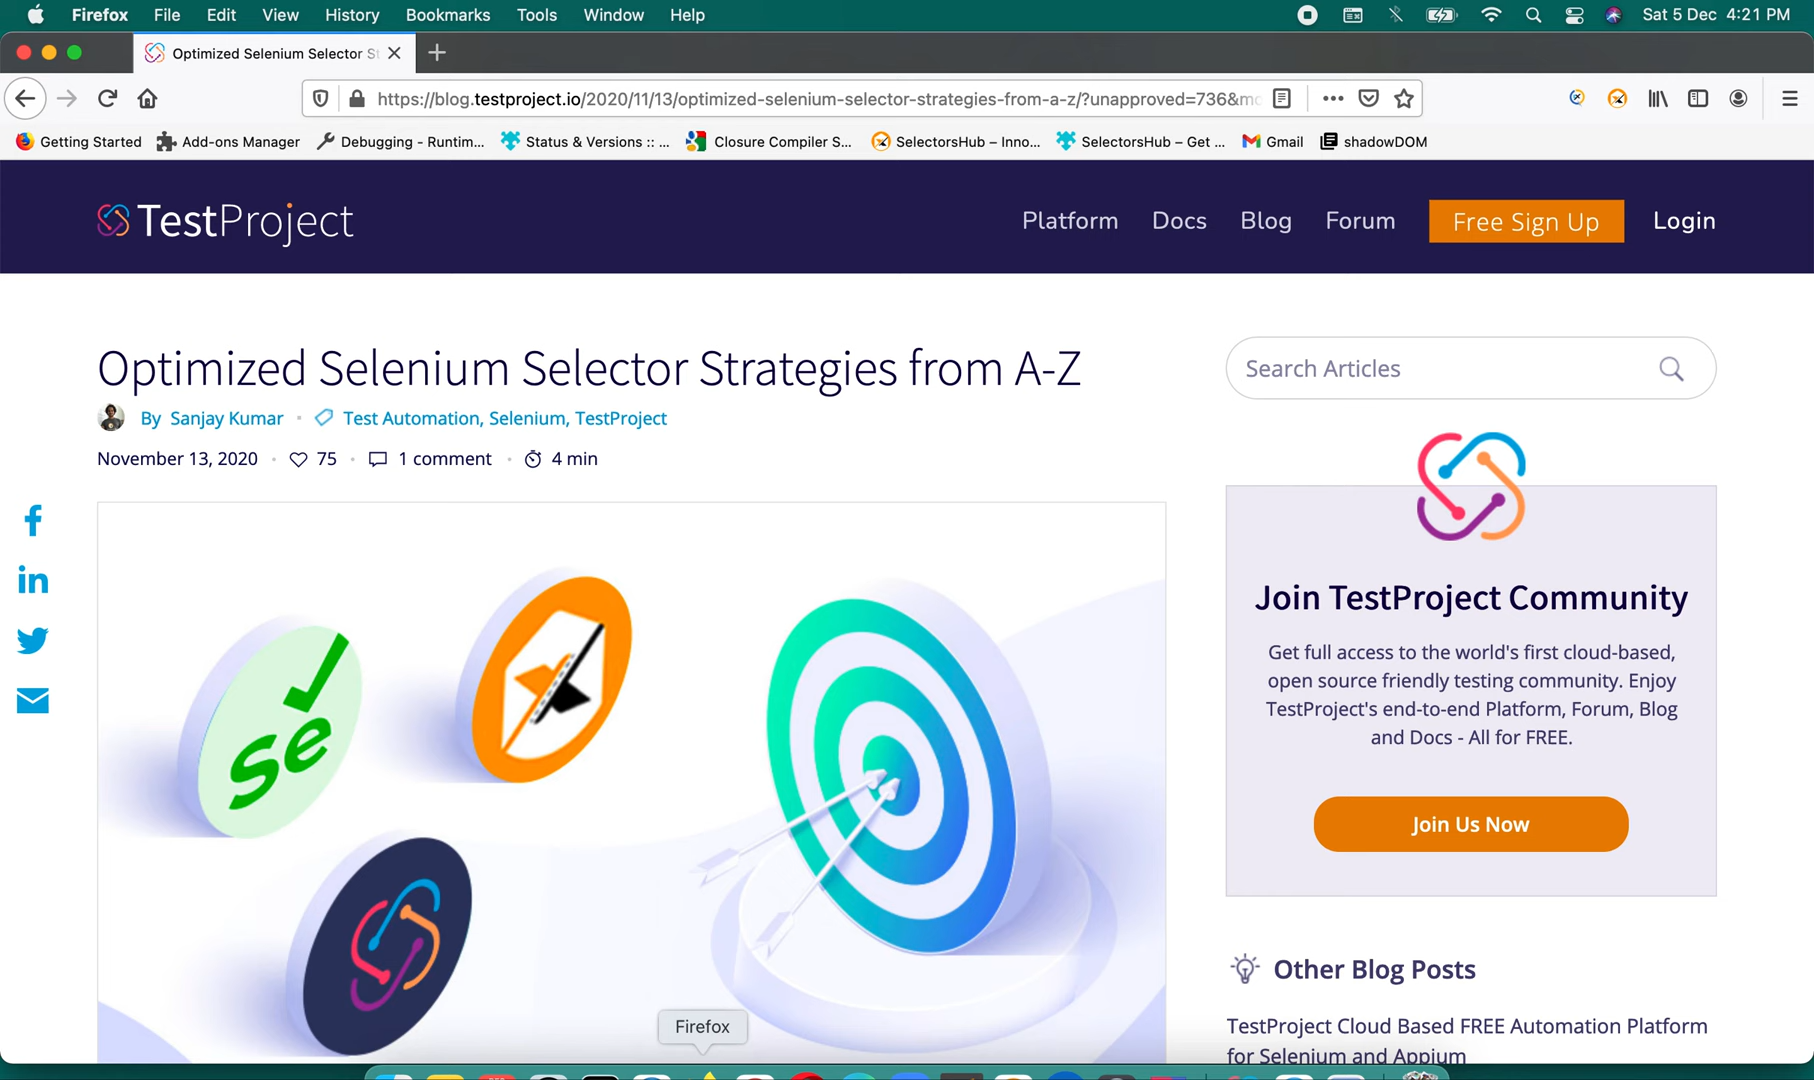 Firefox File Edit View History Bookmarks Tools Window Help Sat 5 Dec 4:21 PM
Optimized Selenium Selector St
https://blog.testproject.io/2020/11/13/optimized-selenium-selector-strategies-from-a-z/?unapproved=736&mo
Getting Started Add-ons Manager Debugging - Runtim... Status & Versions :: ... Closure Compiler S... SelectorsHub – Inno... SelectorsHub – Get ... Gmail shadowDOM
TestProject Platform Docs Blog Forum Free Sign Up Login
Optimized Selenium Selector Strategies from A-Z
Search Articles
By Sanjay Kumar • Test Automation, Selenium, TestProject
November 13, 2020 • 75 • 1 comment • 4 min
Se
Join TestProject Community
Get full access to the world's first cloud-based,
open source friendly testing community. Enjoy
TestProject's end-to-end Platform, Forum, Blog
and Docs - All for FREE.
Join Us Now
Other Blog Posts
TestProject Cloud Based FREE Automation Platform
for Selenium and Appium
Firefox